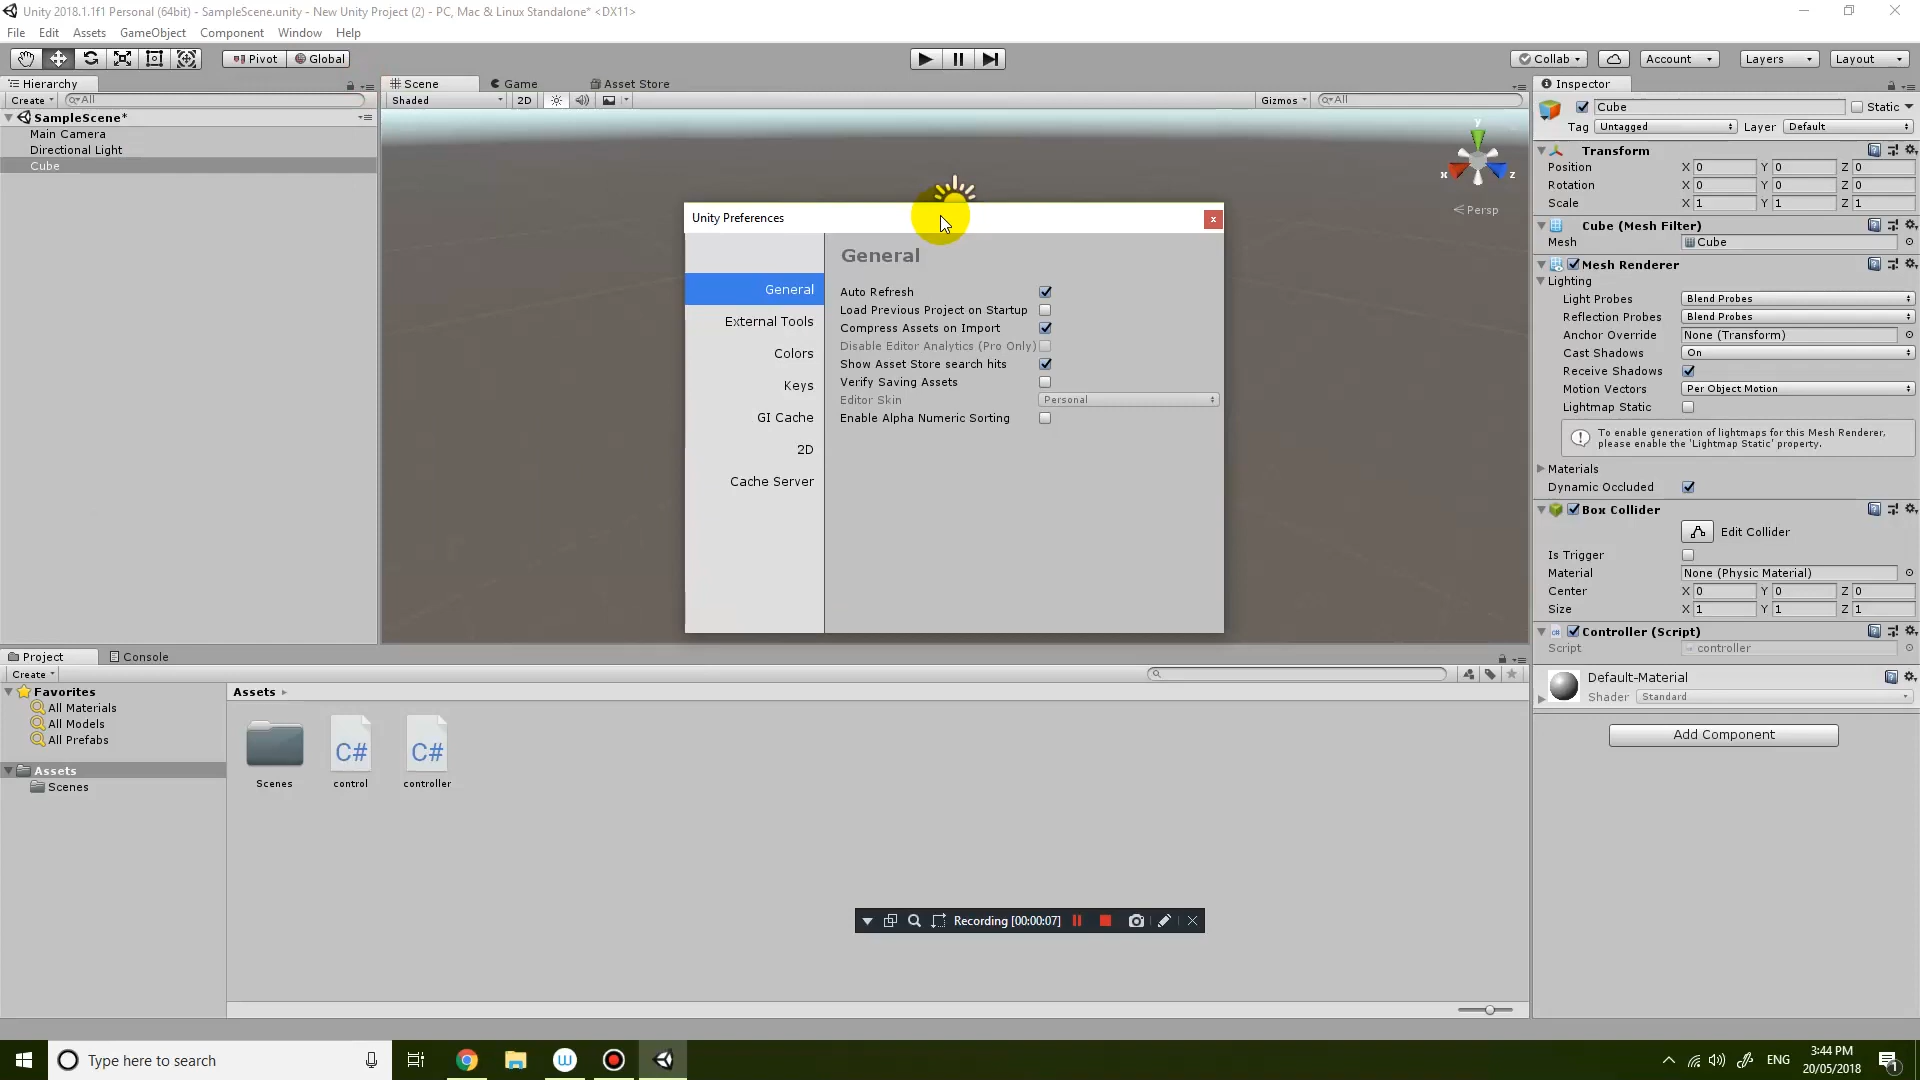 Unity 2018.1.1f1 Personal (64bit) - SampleScene.unity - New Unity Project (2) - PC, Mac & Linux Standalone* <DX11>
File Edit Assets GameObject Component Window Help
Pivot Global Collab Account Layers Layout
Hierarchy Scene Game Asset Store Inspector
Create All Shaded 2D Gizmos All
Cube Static
SampleScene*
Tag Untagged Layer Default
Main Camera
Directional Light
Cube
y
x z
Persp
Transform
Position X 0 Y 0 Z 0
Rotation X 0 Y 0 Z 0
Scale X 1 Y 1 Z 1
Cube (Mesh Filter)
Mesh Cube
Mesh Renderer
Lighting
Light Probes Blend Probes
Reflection Probes Blend Probes
Anchor Override None (Transform)
Cast Shadows On
Receive Shadows
Motion Vectors Per Object Motion
Lightmap Static
To enable generation of lightmaps for this Mesh Renderer,
please enable the 'Lightmap Static' property.
Materials
Dynamic Occluded
Box Collider
Edit Collider
Is Trigger
Material None (Physic Material)
Center X 0 Y 0 Z 0
Size X 1 Y 1 Z 1
Controller (Script)
Script controller
Default-Material
Shader Standard
Add Component
Unity Preferences x
General
General
External Tools
Colors
Keys
GI Cache
2D
Cache Server
Auto Refresh
Load Previous Project on Startup
Compress Assets on Import
Disable Editor Analytics (Pro Only)
Show Asset Store search hits
Verify Saving Assets
Editor Skin Personal
Enable Alpha Numeric Sorting
Project Console
Create
Favorites
All Materials
All Models
All Prefabs
Assets
Scenes
Assets
C# C#
Scenes control controller
Recording [00:00:07]
Type here to search
W
ENG
3:44 PM
20/05/2018
1